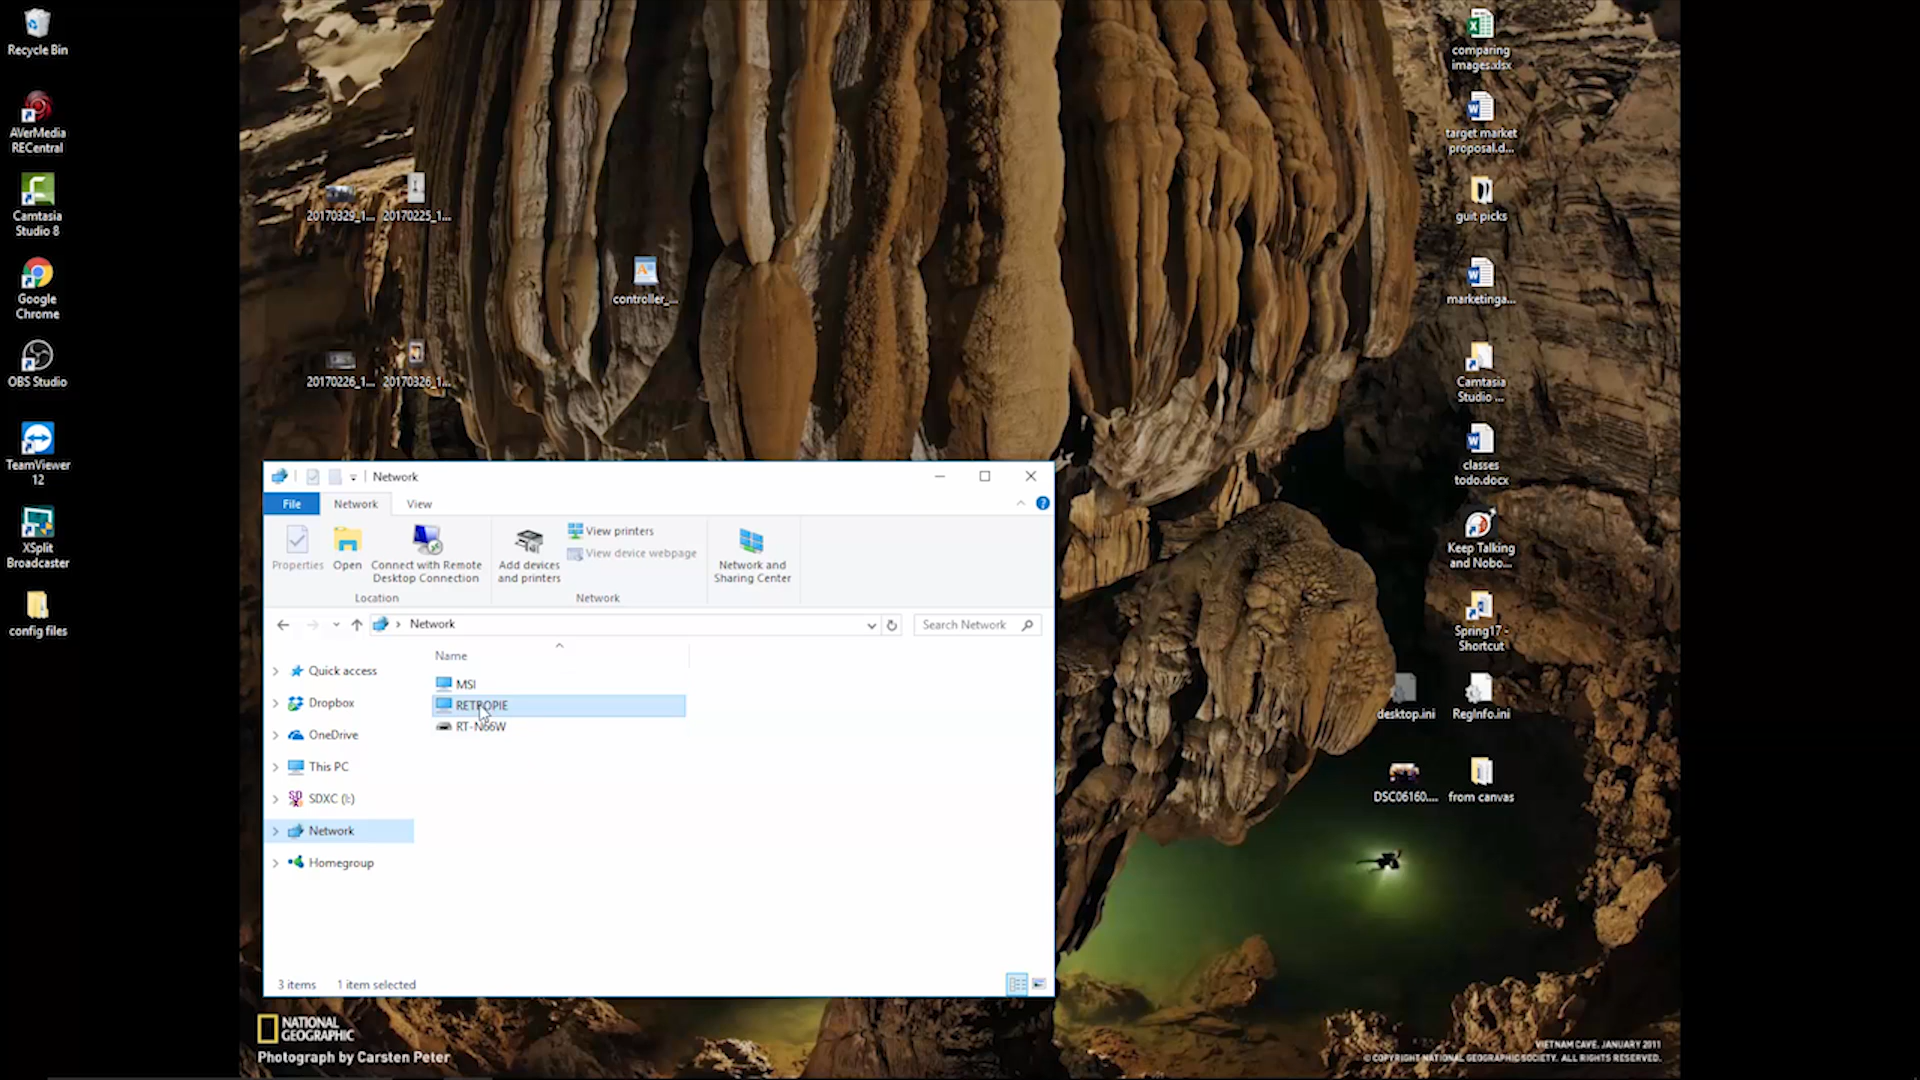 Recycle Bin
AVerMedia
RECentral
Camtasia
Studio 8
Google
Chrome
OBS Studio
TeamViewer
12
XSplit
Broadcaster
config files
20170329_1...
20170225_1...
controller_...
20170226_1...
20170326_1...
comparing
images.xlsx
target market
proposal.d...
guit picks
marketinga...
Camtasia
Studio ...
classes
todo.docx
Keep Talking
and Nobo...
Spring17 -
Shortcut
desktop.ini
RegInfo.ini
DSC06160....
from canvas
Network
File
Network
View
Properties
Open
Connect with Remote
Desktop Connection
Location
Add devices
and printers
View printers
View device webpage
Network
Network and
Sharing Center
Network
Search Network
Name
MSI
RETROPIE
RT-N66W
Quick access
Dropbox
OneDrive
This PC
SDXC (I:)
Network
Homegroup
3 items
1 item selected
NATIONAL
GEOGRAPHIC
Photograph by Carsten Peter
VIETNAM CAVE, JANUARY 2011
© COPYRIGHT NATIONAL GEOGRAPHIC SOCIETY. ALL RIGHTS RESERVED.